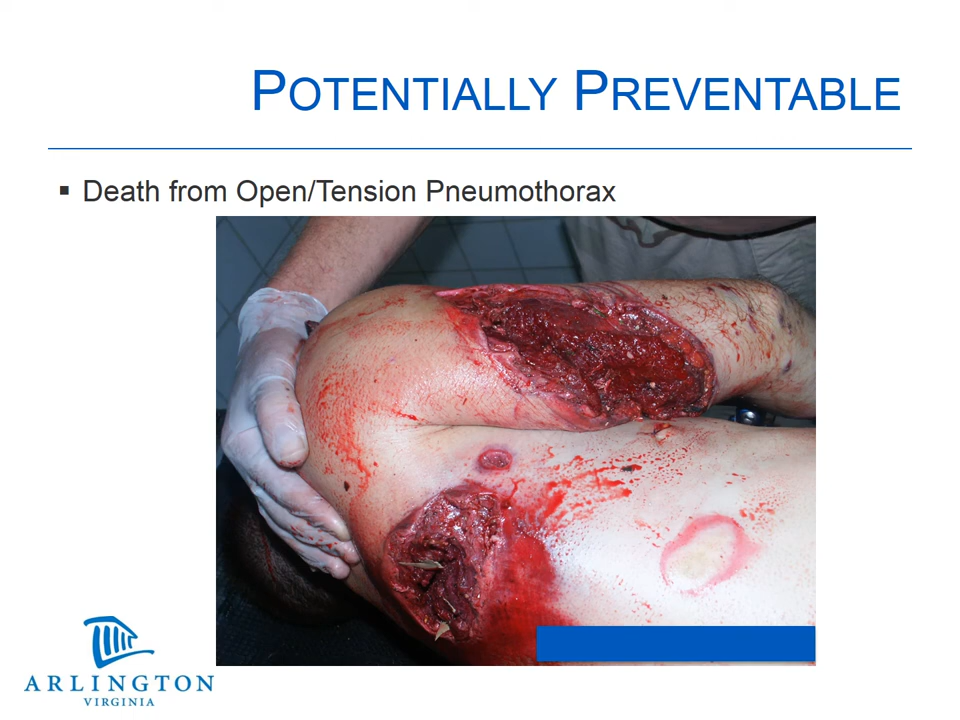 POTENTIALLY PREVENTABLE
▪ Death from Open/Tension Pneumothorax
ARLINGTON
VIRGINIA